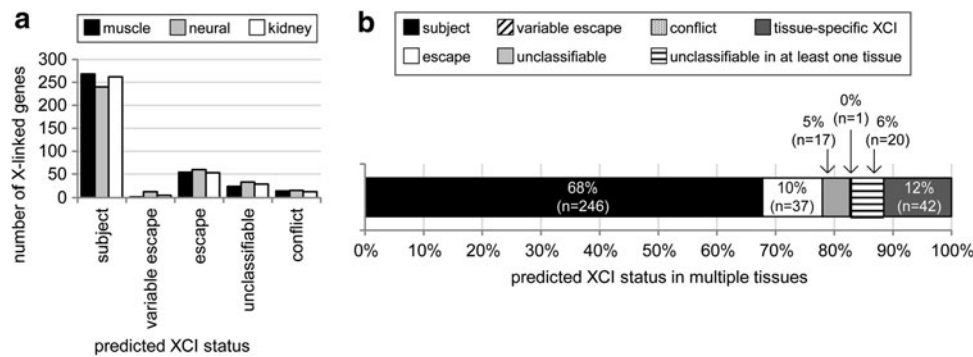 a
muscle neural kidney
number of X-linked genes
300
250
200
150
100
50
0
subject
variable escape
escape
unclassifiable
conflict
predicted XCI status
b
subject variable escape conflict tissue-specific XCI
escape unclassifiable unclassifiable in at least one tissue
0%
5% (n=1) 6%
(n=17) (n=20)
68% 10% 12%
(n=246) (n=37) (n=42)
0% 10% 20% 30% 40% 50% 60% 70% 80% 90% 100%
predicted XCI status in multiple tissues